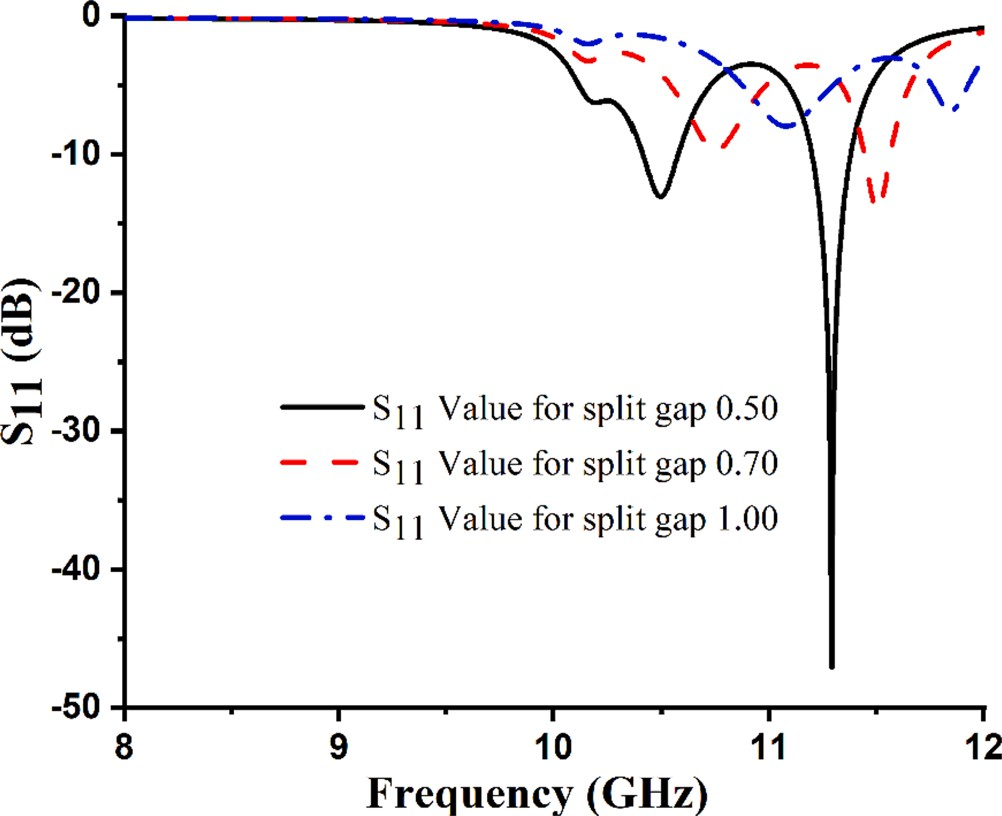 0
-10
-20
-30
-40
-50
S11 (dB)
S11 Value for split gap 0.50
S11 Value for split gap 0.70
S11 Value for split gap 1.00
8 9 10 11 12
Frequency (GHz)